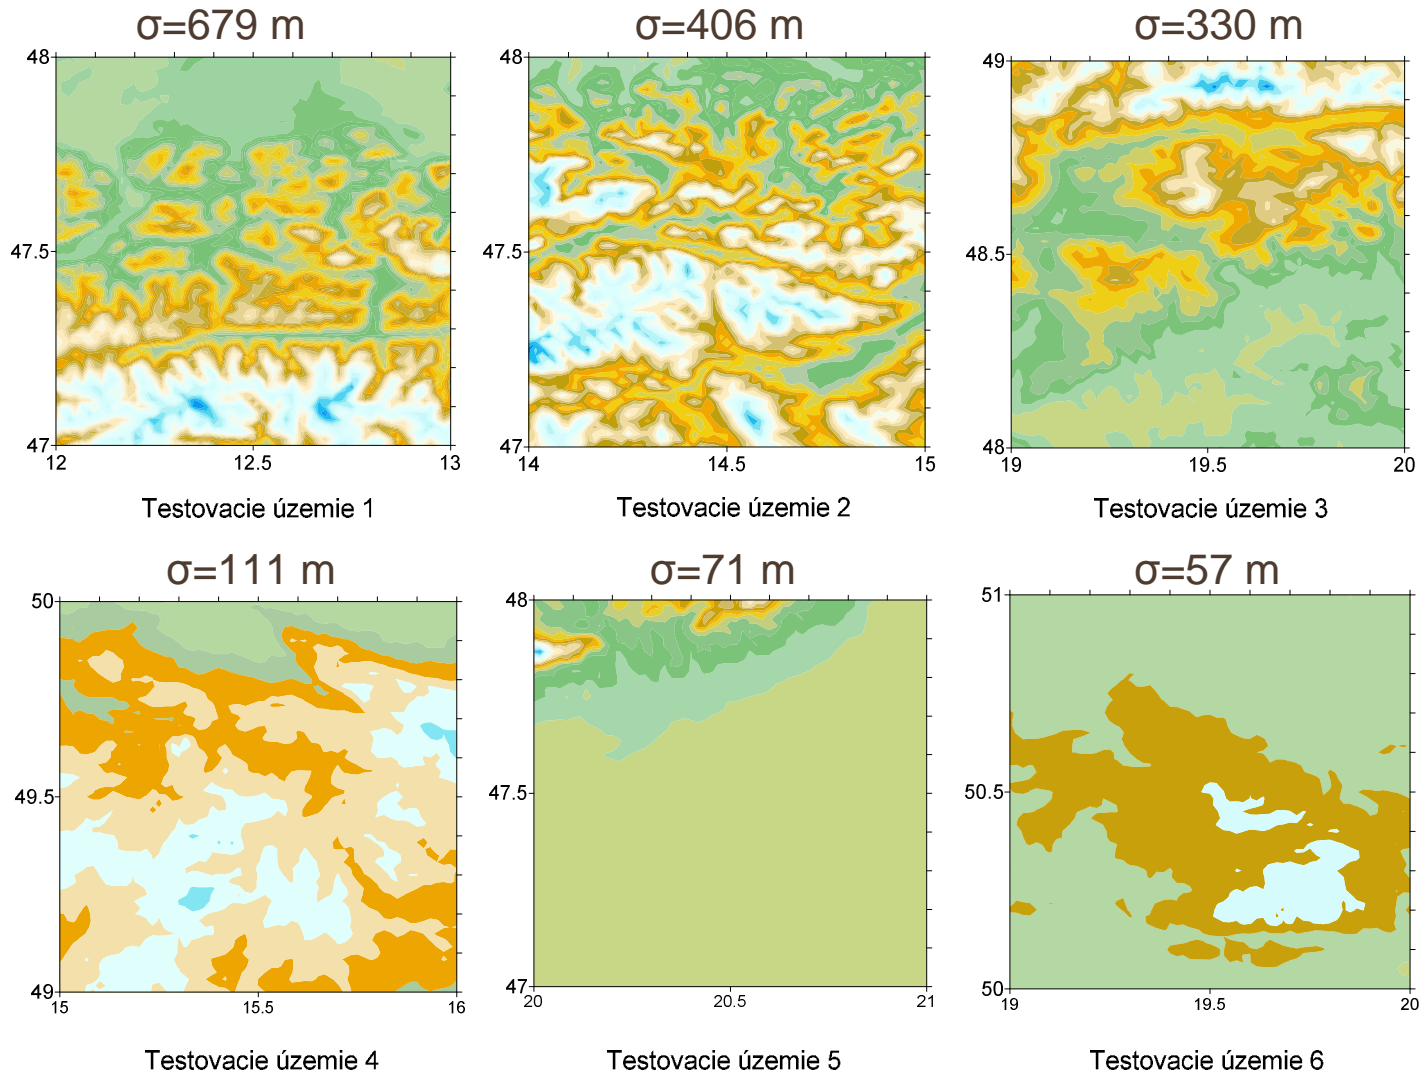 σ=679 m
48
47.5
47
12 12.5 13
Testovacie územie 1
σ=406 m
48
47.5
47
14 14.5 15
Testovacie územie 2
σ=330 m
49
48.5
48
19 19.5 20
Testovacie územie 3
σ=111 m
50
49.5
49
15 15.5 16
Testovacie územie 4
σ=71 m
48
47.5
47
20 20.5 21
Testovacie územie 5
σ=57 m
51
50.5
50
19 19.5 20
Testovacie územie 6